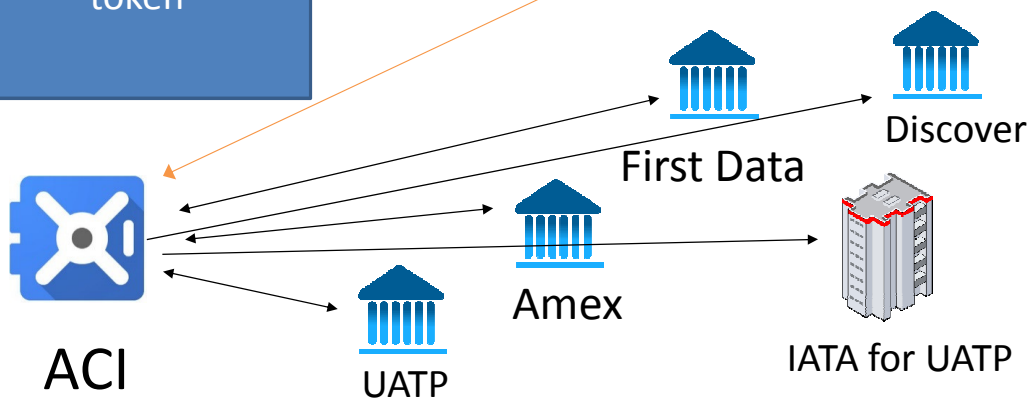 token
Discover
First Data
Amex
IATA for UATP
ACI
UATP